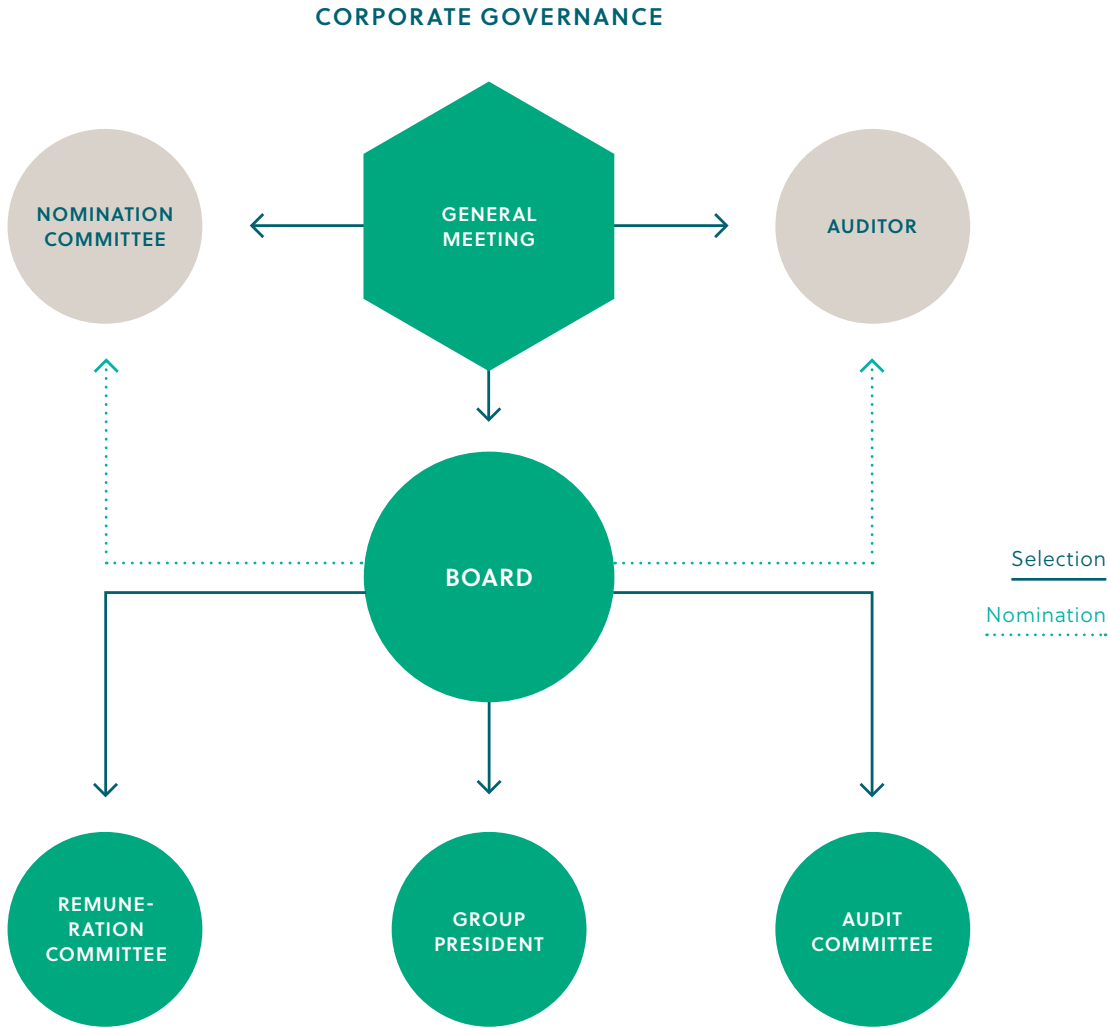 CORPORATE GOVERNANCE
NOMINATION
COMMITTEE
GENERAL
MEETING
AUDITOR
BOARD
Selection
Nomination
REMUNE-
RATION
COMMITTEE
GROUP
PRESIDENT
AUDIT
COMMITTEE